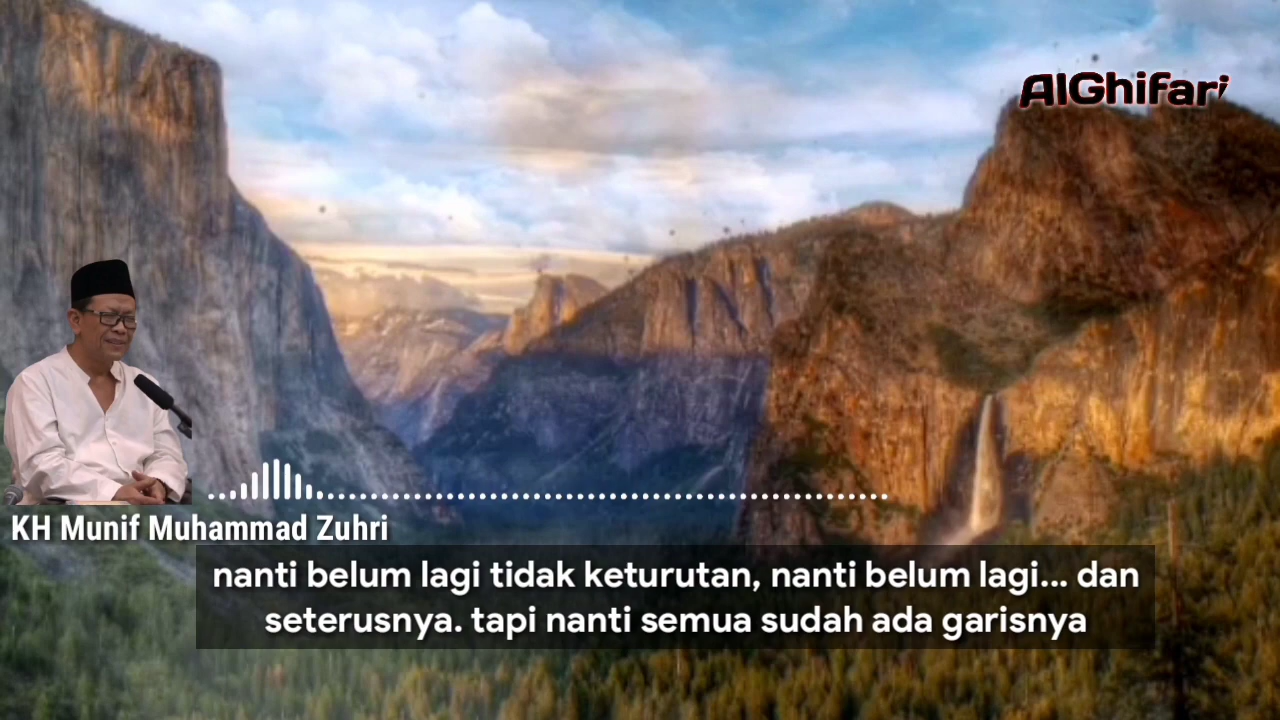 AlGhifari
KH Munif Muhammad Zuhri
nanti belum lagi tidak keturutan, nanti belum lagi... dan
seterusnya. tapi nanti semua sudah ada garisnya